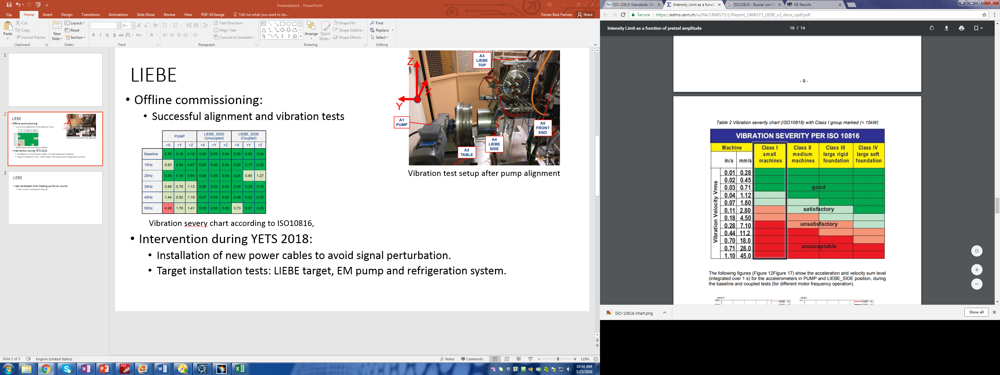 Presentation1 - PowerPoint
File Home Insert Design Transitions Animations Slide Show Review View PDF-XChange Tell me what you want to do...
Ferran Boix Pamies Share
Paste
Cut
Copy
Format Painter
Clipboard
New Slide
Layout
Reset
Section
Slides
24+
Font
Text Direction
Align Text
Convert to SmartArt
Paragraph
Arrange
Quick Styles
Shape Fill
Shape Outline
Shape Effects
Drawing
Find
Replace
Select
Editing
1
2
LIEBE
Offline commissioning:
Successful alignment and vibration tests
Vibration test setup after pump alignment
Vibration severy chart according to ISO10816,
Intervention during YETS 2018:
Installation of new power cables to avoid signal perturbation.
Target installation tests: LIEBE target, EM pump and refrigeration system.
3
LIEBE
• Leak developed when heating up the ion source.
• Heat screen attempted solution
LIEBE
• Offline commissioning:
• Successful alignment and vibration tests
PUMP LIEBE_SIDE (Uncoupled) LIEBE_SIDE (Coupled)
+X +Y +Z +X +Y +Z +X +Y +Z
Baseline 0.20 0.19 0.19 0.06 0.05 0.04 0.05 0.05 0.04
10Hz 0.83 0.54 0.47 0.05 0.05 0.04 0.52 0.17 0.22
20Hz 0.54 0.39 0.64 0.06 0.05 0.04 0.24 0.85 1.27
30Hz 0.88 0.79 1.13 0.06 0.05 0.04 0.45 0.39 0.19
40Hz 1.44 0.92 1.19 0.07 0.05 0.04 0.48 0.22 0.25
50Hz 4.28 1.76 1.41 0.05 0.05 0.05 0.73 0.27 0.25
Vibration severy chart according to ISO10816,
• Intervention during YETS 2018:
• Installation of new power cables to avoid signal perturbation.
• Target installation tests: LIEBE target, EM pump and refrigeration system.
Z
X
Y
A3 LIEBE TOP
A1 PUMP
A2 TABLE
A4 LIEBE SIDE
A5 FRONT END
Vibration test setup after pump alignment
Slide 2 of 3 English (United States)
Notes Comments 119%
10:54 AM
5/23/2018
ISO 10816 Standards: Vib
Intensity Limit as a functi
ISO10816 - Buscar con G
KB Results
Secure https://edms.cern.ch/ui/file/1868573/1/Report_1868573_LIEBE_v2_docx_cpdf.pdf
Intensity Limit as a function of pretzel amplitude 10 / 14
- 9 -
Table 2 Vibration severity chart (ISO10816) with Class I group marked (< 15kW)
VIBRATION SEVERITY PER ISO 10816
Machine Class I small machines Class II medium machines Class III large rigid foundation Class IV large soft foundation
in/s mm/s
Vibration Velocity Vrms
0.01 0.28
0.02 0.45
0.03 0.71 good
0.04 1.12
0.07 1.80
0.11 2.80 satisfactory
0.18 4.50
0.28 7.10 unsatisfactory
0.44 11.2
0.70 18.0
0.71 28.0 unacceptable
1.10 45.0
The following figures (Figure 12Figure 17) show the acceleration and velocity sum level
(integrated over 1 s) for the accelerometers in PUMP and LIEBE_SIDE position, during
the baseline and coupled tests (for different motor frequency operation).
mm/s²
5000
PUMP +X
mm/s
2.0
PUMP +X
ISO-10816-chart.png
Show all